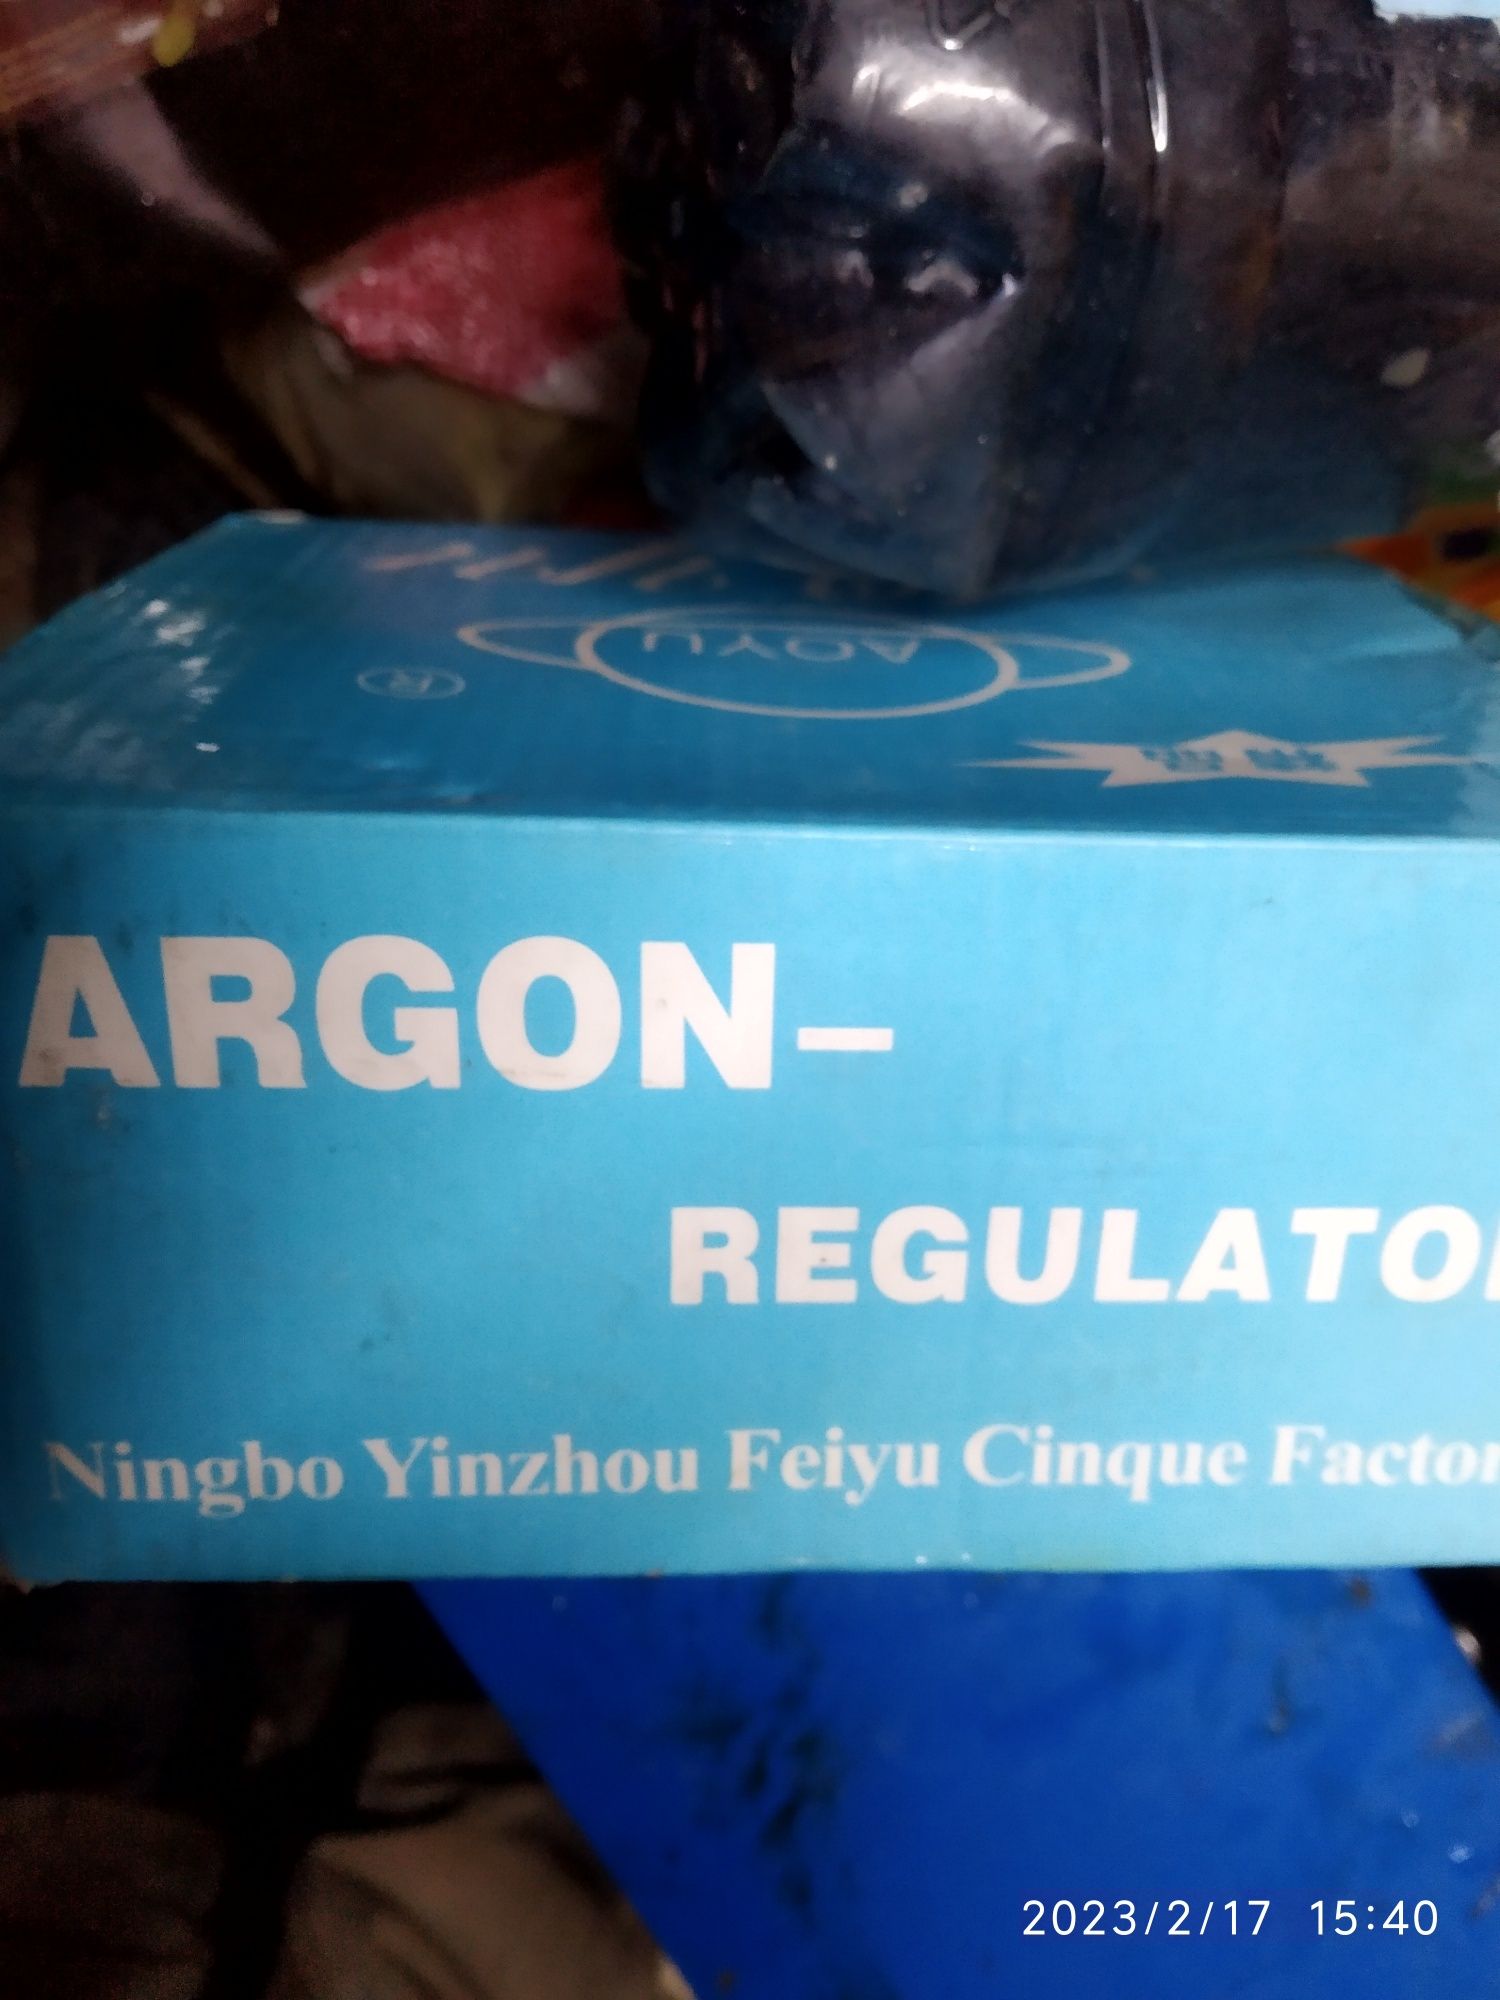 AOYU
®
ARGON–
REGULATO
Ningbo Yinzhou Feiyu Cinque Factor
2023/2/17 15:40